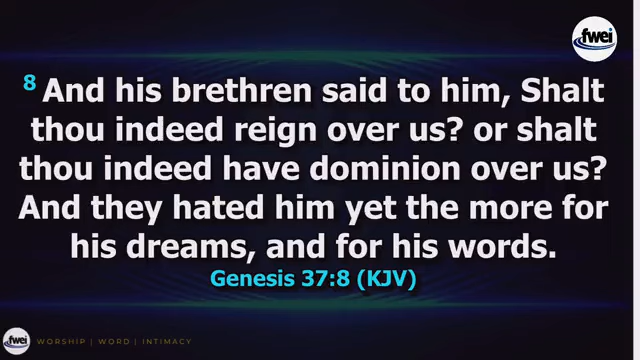 fwei
8 And his brethren said to him, Shalt
thou indeed reign over us? or shalt
thou indeed have dominion over us?
And they hated him yet the more for
his dreams, and for his words.
Genesis 37:8 (KJV)
fwei
WORSHIP | WORD | INTIMACY